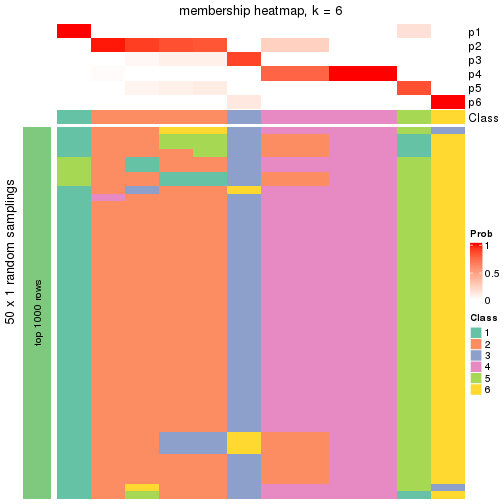 membership heatmap, k = 6
p1
p2
p3
p4
p5
p6
Class
50 x 1 random samplings
top 1000 rows
Prob
1
0.5
0
Class
1
2
3
4
5
6